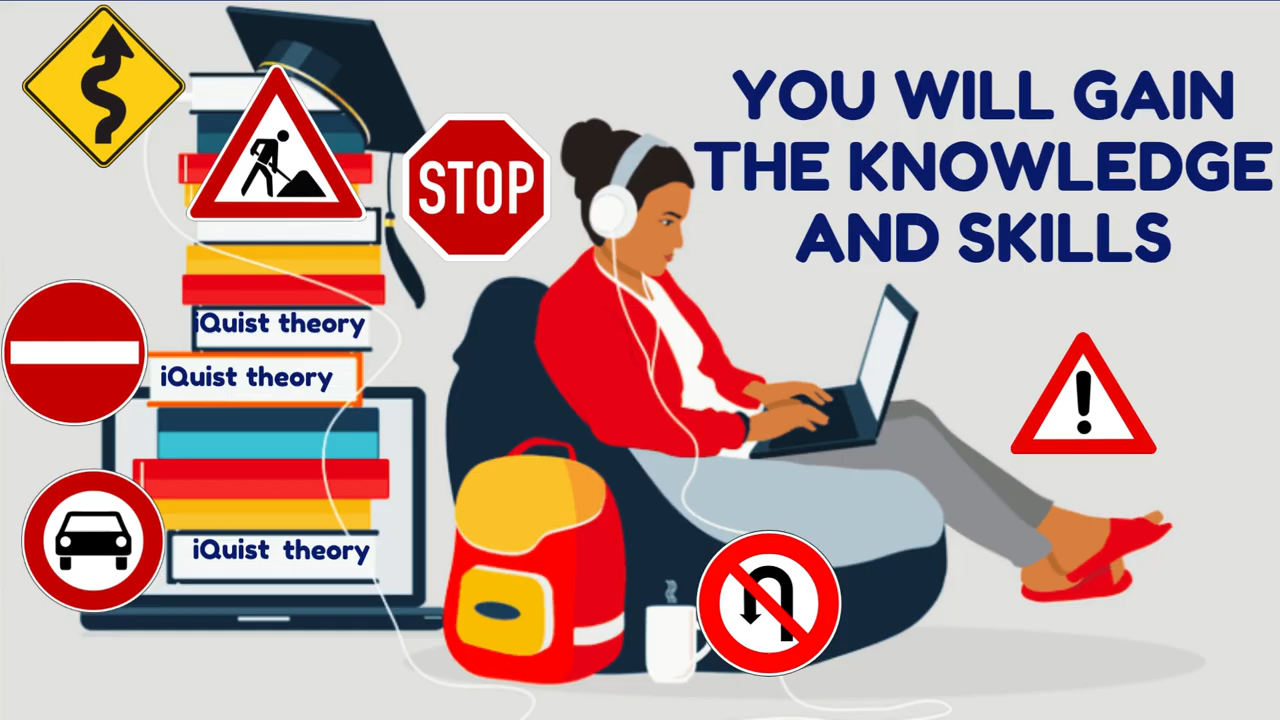 YOU WILL GAIN
THE KNOWLEDGE
AND SKILLS
STOP
iQuist theory
iQuist theory
iQuist theory